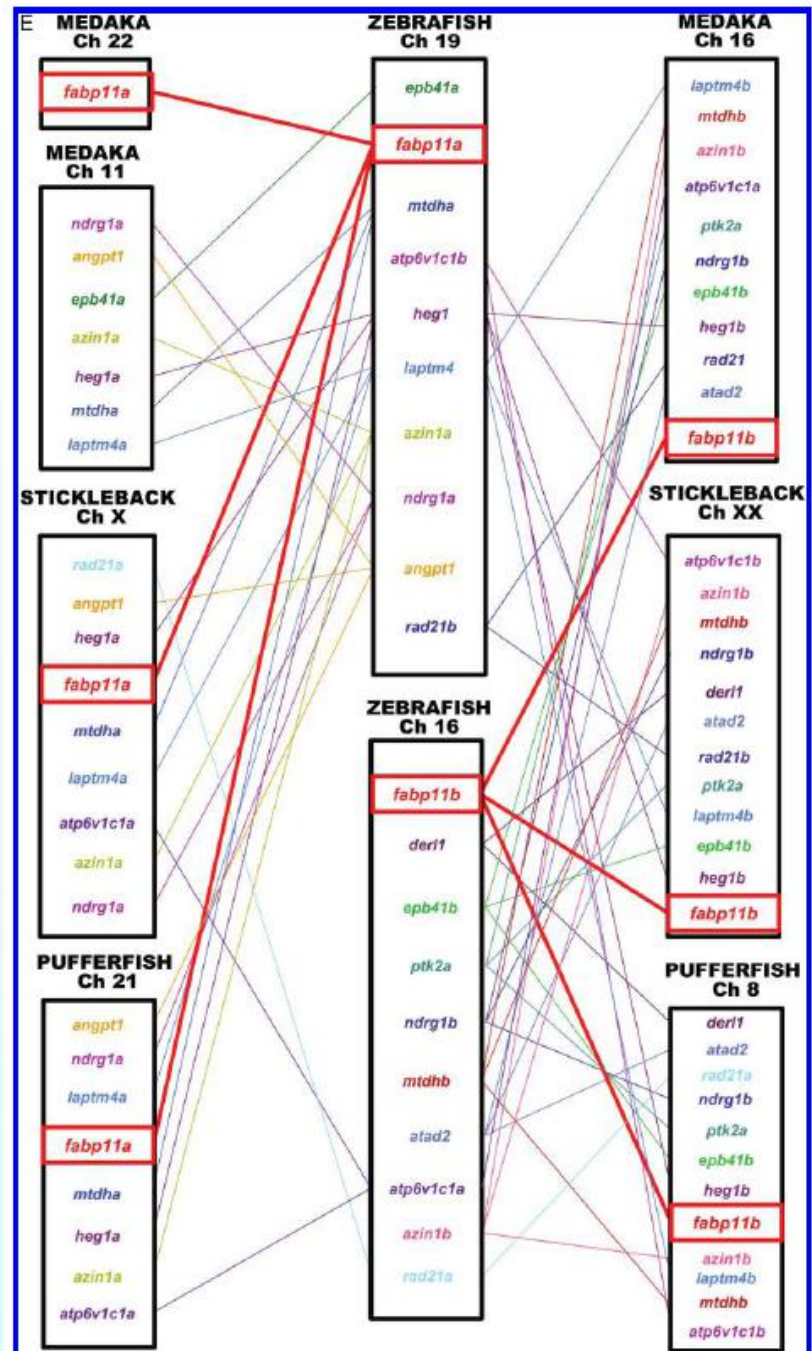 E
MEDAKA
Ch 22
fabp11a
MEDAKA
Ch 11
ndrg1a
angpt1
epb41a
azin1a
heg1a
mtdha
laptm4a
STICKLEBACK
Ch X
rad21a
angpt1
heg1a
fabp11a
mtdha
laptm4a
atp6v1c1a
azin1a
ndrg1a
PUFFERFISH
Ch 21
angpt1
ndrg1a
laptm4a
fabp11a
mtdha
heg1a
azin1a
atp6v1c1a
ZEBRAFISH
Ch 19
epb41a
fabp11a
mtdha
atp6v1c1b
heg1
laptm4
azin1a
ndrg1a
angpt1
rad21b
ZEBRAFISH
Ch 16
fabp11b
derl1
epb41b
ptk2a
ndrg1b
mtdhb
atad2
atp6v1c1a
azin1b
rad21a
MEDAKA
Ch 16
laptm4b
mtdhb
azin1b
atp6v1c1a
ptk2a
ndrg1b
epb41b
heg1b
rad21
atad2
fabp11b
STICKLEBACK
Ch XX
atp6v1c1b
azin1b
mtdhb
ndrg1b
derl1
atad2
rad21b
ptk2a
laptm4b
epb41b
heg1b
fabp11b
PUFFERFISH
Ch 8
derl1
atad2
rad21a
ndrg1b
ptk2a
epb41b
heg1b
fabp11b
azin1b
laptm4b
mtdhb
atp6v1c1b